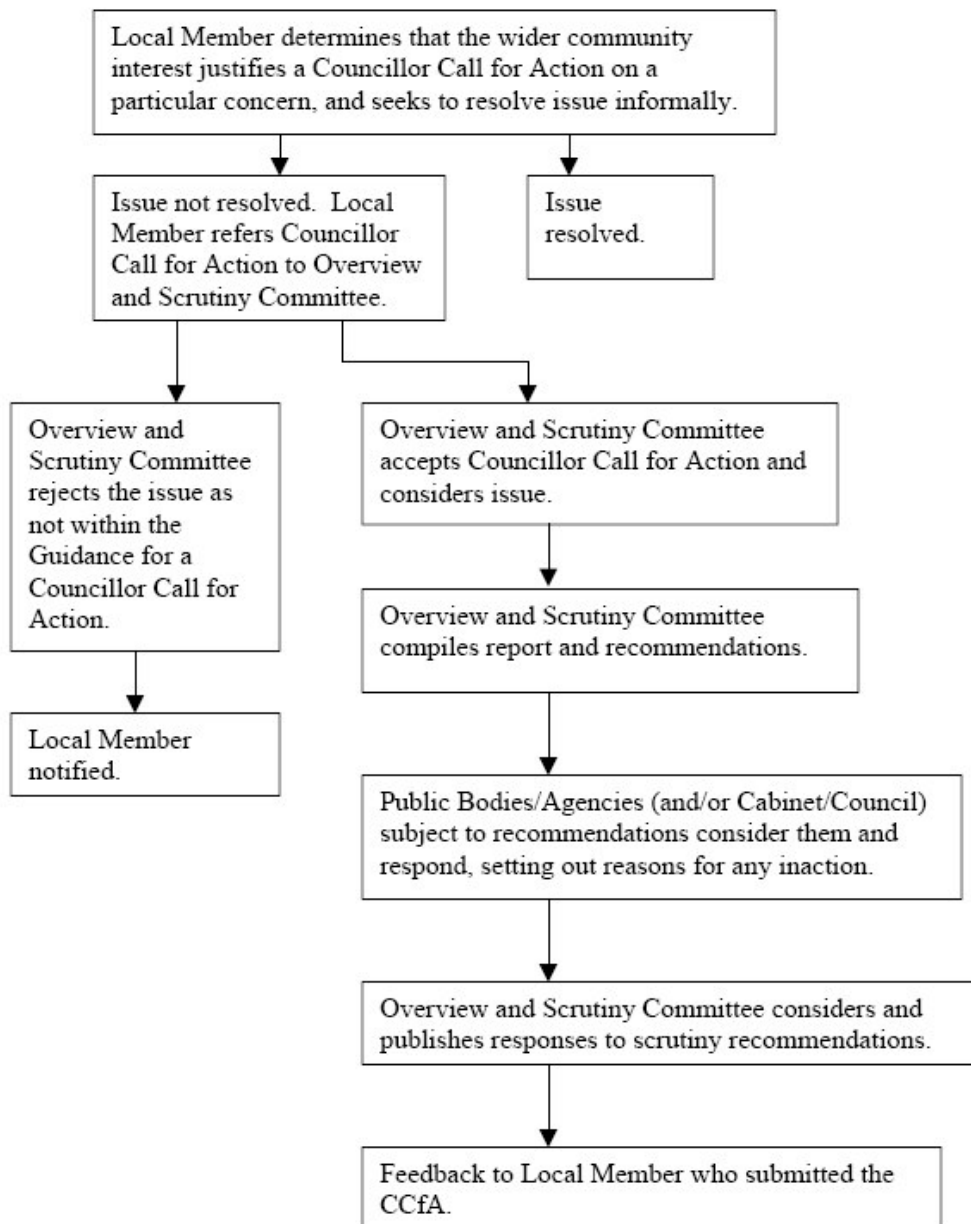 Local Member determines that the wider community
interest justifies a Councillor Call for Action on a
particular concern, and seeks to resolve issue informally.
Issue not resolved.  Local
Member refers Councillor
Call for Action to Overview
and Scrutiny Committee.
Issue
resolved.
Overview and
Scrutiny Committee
rejects the issue as
not within the
Guidance for a
Councillor Call for
Action.
Overview and Scrutiny Committee
accepts Councillor Call for Action and
considers issue.
Overview and Scrutiny Committee
compiles report and recommendations.
Local Member
notified.
Public Bodies/Agencies (and/or Cabinet/Council)
subject to recommendations consider them and
respond, setting out reasons for any inaction.
Overview and Scrutiny Committee considers and
publishes responses to scrutiny recommendations.
Feedback to Local Member who submitted the
CCfA.